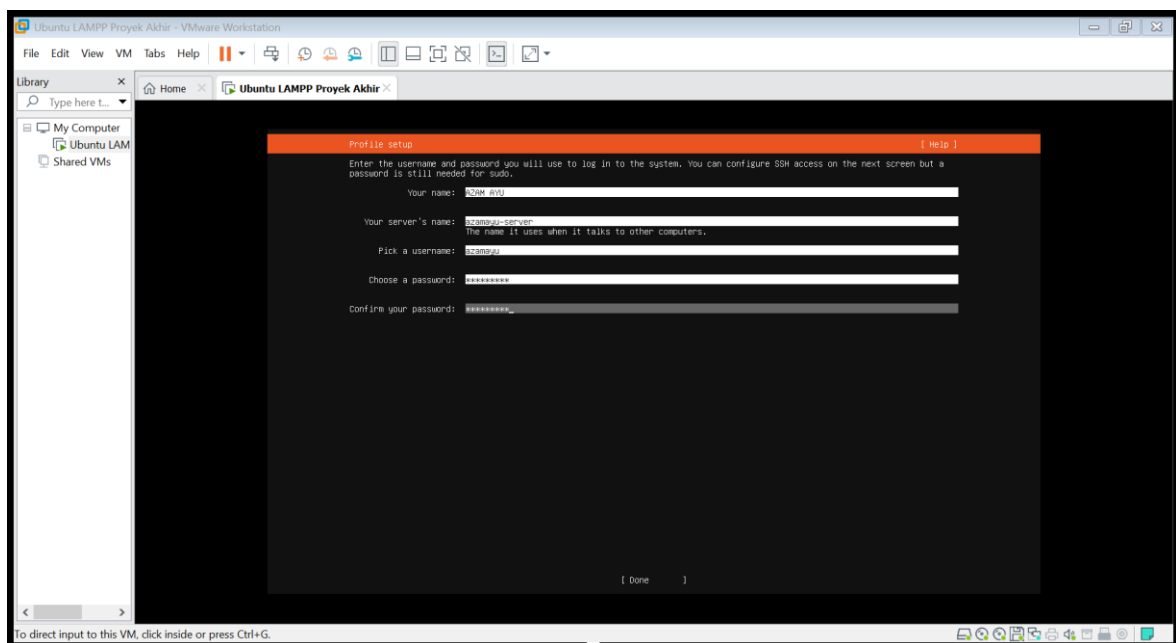 Ubuntu LAMPP Proyek Akhir - VMware Workstation
File Edit View VM Tabs Help
Library
Home
Ubuntu LAMPP Proyek Akhir
Type here t...
My Computer
Ubuntu LAM
Shared VMs
Profile setup [ Help ]
Enter the username and password you will use to log in to the system. You can configure SSH access on the next screen but a
password is still needed for sudo.
Your name: AZAM AYU
Your server's name: azamayu-server
The name it uses when it talks to other computers.
Pick a username: azamayu
Choose a password: *********
Confirm your password: *********_
[ Done ]
To direct input to this VM, click inside or press Ctrl+G.